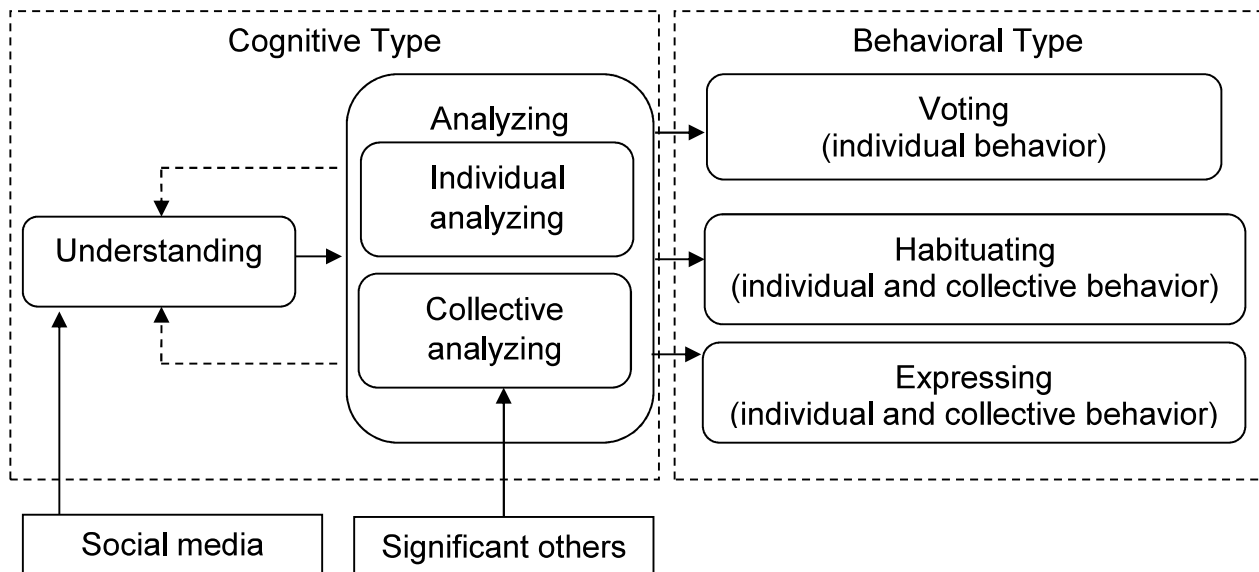 Cognitive Type
Understanding
Analyzing
Individual
analyzing
Collective
analyzing
Behavioral Type
Voting
(individual behavior)
Habituating
(individual and collective behavior)
Expressing
(individual and collective behavior)
Social media
Significant others